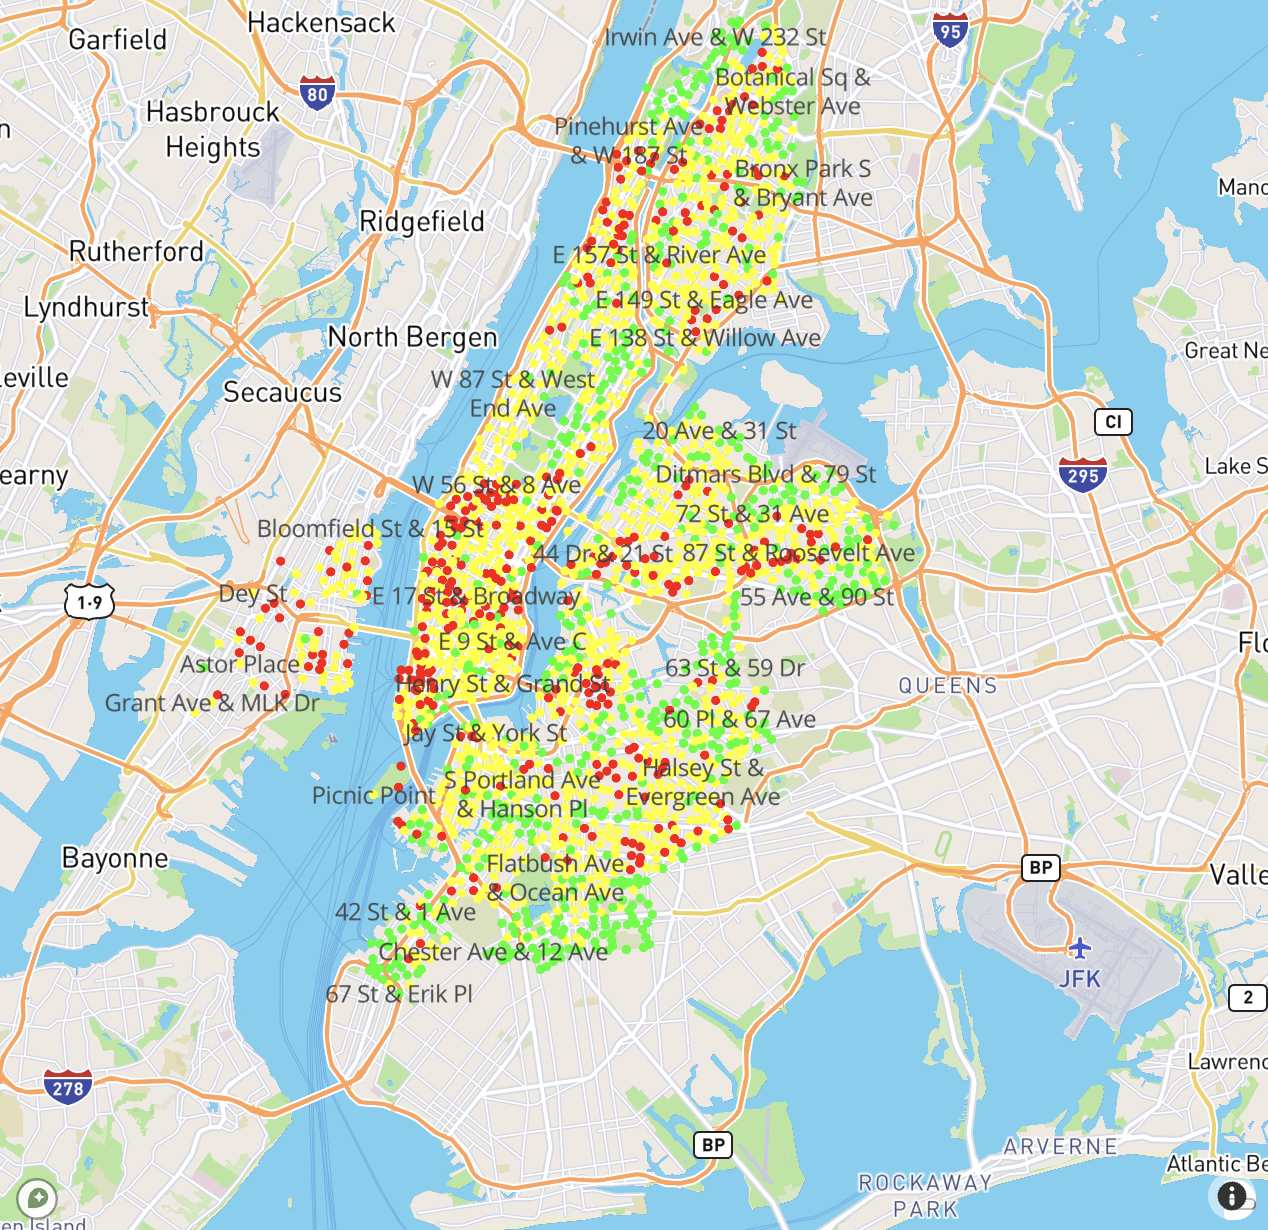 Hackensack
Garfield
Irwin Ave & W 232 St
95
80
Botanical Sq &
Webster Ave
Hasbrouck
Heights
Pinehurst Ave
& W 187 St
Bronx Park S
& Bryant Ave
Ridgefield
Rutherford
E 157 St & River Ave
Lyndhurst
E 149 St & Eagle Ave
North Bergen
E 138 St & Willow Ave
Great Ne
leville
W 87 St & West
End Ave
Secaucus
CI
20 Ave & 31 St
earny
Ditmars Blvd & 79 St
295
Lake S
W 56 St & 8 Ave
72 St & 31 Ave
Bloomfield St & 15 St
44 Dr & 21 St
87 St & Roosevelt Ave
1-9
Dey St
E 17 St & Broadway
55 Ave & 90 St
E 9 St & Ave C
Flo
Astor Place
63 St & 59 Dr
Henry St & Grand St
QUEENS
Grant Ave & MLK Dr
60 Pl & 67 Ave
Jay St & York St
Halsey St &
Evergreen Ave
S Portland Ave
& Hanson Pl
Picnic Point
Bayonne
Flatbush Ave
& Ocean Ave
BP
Valle
42 St & 1 Ave
Chester Ave & 12 Ave
JFK
67 St & Erik Pl
2
Lawrenc
278
BP
ARVERNE
Atlantic Be
ROCKAWAY
PARK
en Island